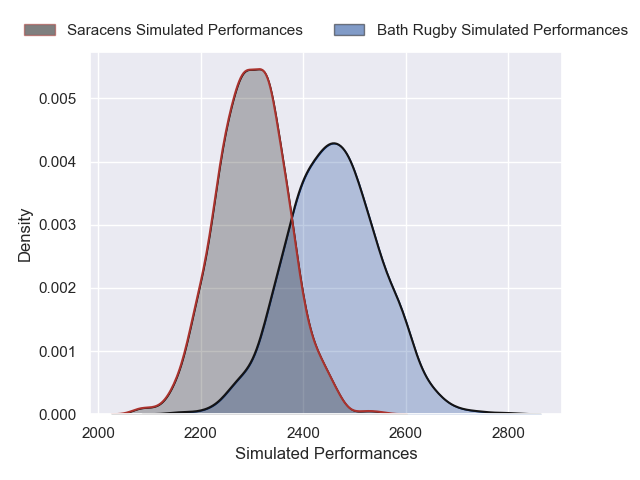 Saracens Simulated Performances Bath Rugby Simulated Performances
0.005
0.004
0.003
0.002
0.001
0.000
Density
2000 2200 2400 2600 2800
Simulated Performances